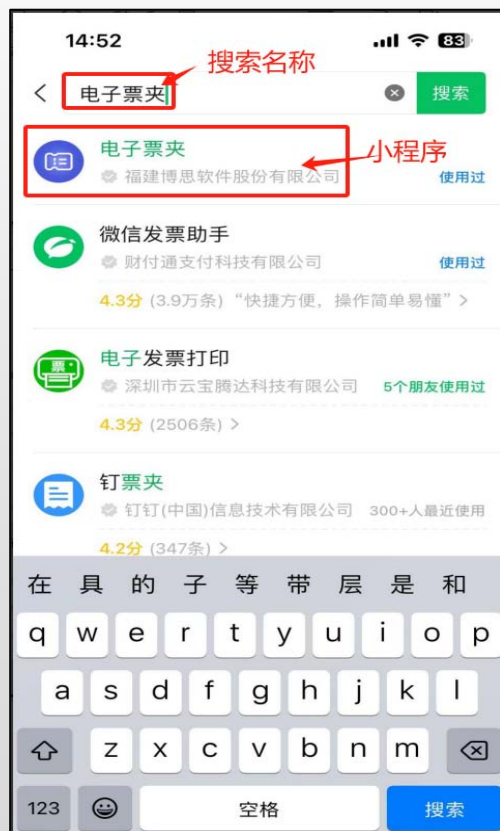 14:52
83
搜索名称
电子票夹
搜索
电子票夹
小程序
福建博思软件股份有限公司
使用过
微信发票助手
财付通支付科技有限公司
使用过
4.3分 (3.9万条) “快捷方便，操作简单易懂” >
票
电子发票打印
深圳市云宝腾达科技有限公司 5个朋友使用过
4.3分 (2506条) >
钉票夹
钉钉(中国)信息技术有限公司 300+人最近使用
4.2分 (347条) >
在 具 的 子 等 带 层 是 和
q w e r t y u i o p
a s d f g h j k l
z x c v b n m
123 空格 搜索